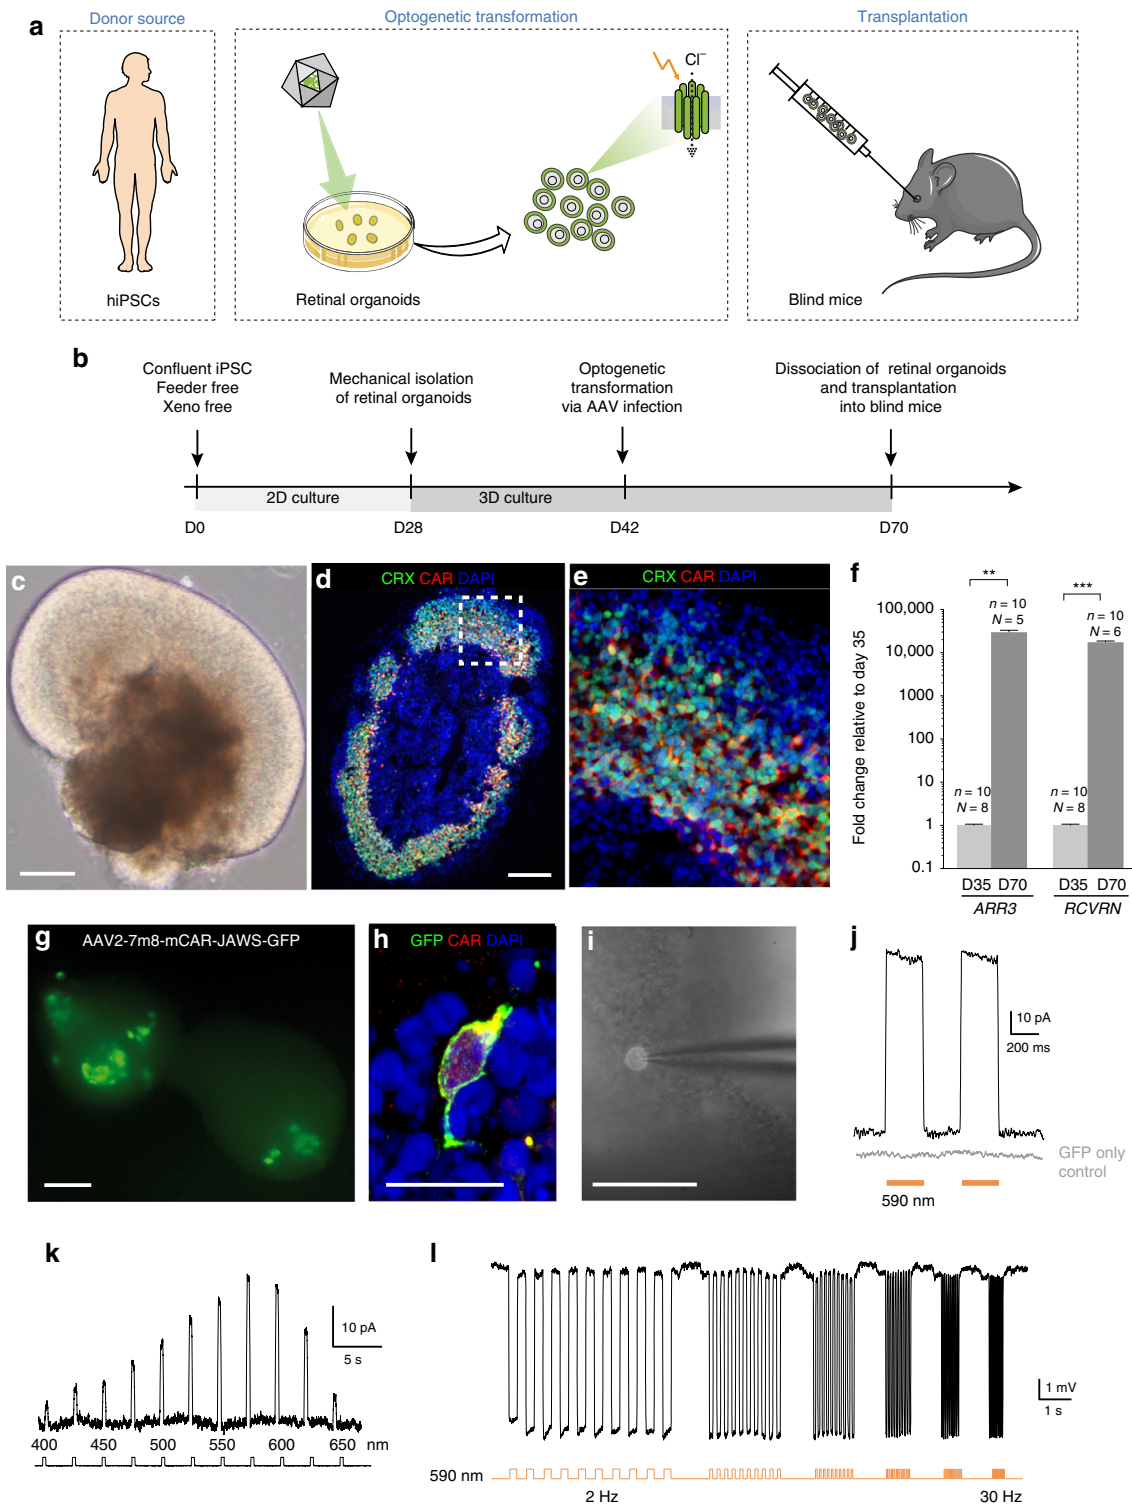 a
Donor source
Optogenetic transformation
Transplantation
Cl−
hiPSCs
Retinal organoids
Blind mice
b
Confluent iPSC
Feeder free
Xeno free
Mechanical isolation
of retinal organoids
Optogenetic
transformation
via AAV infection
Dissociation of retinal organoids
and transplantation
into blind mice
2D culture
3D culture
D0
D28
D42
D70
c
d
CRX CAR DAPI
e
CRX CAR DAPI
f
Fold change relative to day 35
100,000
10,000
1000
100
10
1
0.1
**
***
n = 10
N = 5
n = 10
N = 6
n = 10
N = 8
n = 10
N = 8
D35 D70
D35 D70
ARR3
RCVRN
g
AAV2-7m8-mCAR-JAWS-GFP
h
GFP CAR DAPI
i
j
10 pA
200 ms
GFP only
control
590 nm
k
10 pA
5 s
400 450 500 550 600 650 nm
l
1 mV
1 s
590 nm
2 Hz
30 Hz